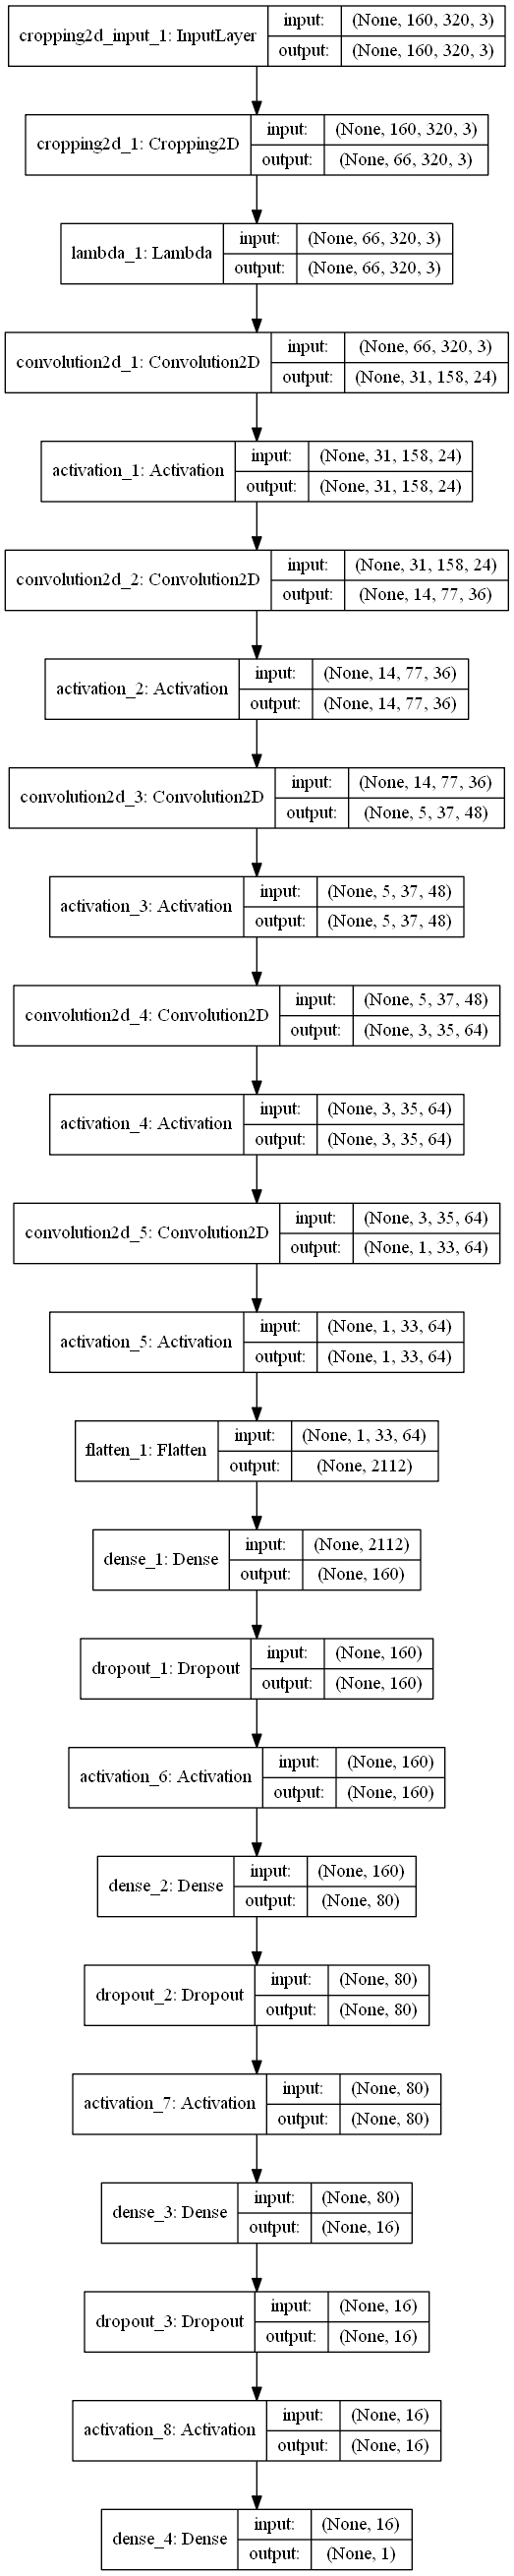 cropping2d_input_1: InputLayer
input: (None, 160, 320, 3)
output: (None, 160, 320, 3)
cropping2d_1: Cropping2D
input: (None, 160, 320, 3)
output: (None, 66, 320, 3)
lambda_1: Lambda
input: (None, 66, 320, 3)
output: (None, 66, 320, 3)
convolution2d_1: Convolution2D
input: (None, 66, 320, 3)
output: (None, 31, 158, 24)
activation_1: Activation
input: (None, 31, 158, 24)
output: (None, 31, 158, 24)
convolution2d_2: Convolution2D
input: (None, 31, 158, 24)
output: (None, 14, 77, 36)
activation_2: Activation
input: (None, 14, 77, 36)
output: (None, 14, 77, 36)
convolution2d_3: Convolution2D
input: (None, 14, 77, 36)
output: (None, 5, 37, 48)
activation_3: Activation
input: (None, 5, 37, 48)
output: (None, 5, 37, 48)
convolution2d_4: Convolution2D
input: (None, 5, 37, 48)
output: (None, 3, 35, 64)
activation_4: Activation
input: (None, 3, 35, 64)
output: (None, 3, 35, 64)
convolution2d_5: Convolution2D
input: (None, 3, 35, 64)
output: (None, 1, 33, 64)
activation_5: Activation
input: (None, 1, 33, 64)
output: (None, 1, 33, 64)
flatten_1: Flatten
input: (None, 1, 33, 64)
output: (None, 2112)
dense_1: Dense
input: (None, 2112)
output: (None, 160)
dropout_1: Dropout
input: (None, 160)
output: (None, 160)
activation_6: Activation
input: (None, 160)
output: (None, 160)
dense_2: Dense
input: (None, 160)
output: (None, 80)
dropout_2: Dropout
input: (None, 80)
output: (None, 80)
activation_7: Activation
input: (None, 80)
output: (None, 80)
dense_3: Dense
input: (None, 80)
output: (None, 16)
dropout_3: Dropout
input: (None, 16)
output: (None, 16)
activation_8: Activation
input: (None, 16)
output: (None, 16)
dense_4: Dense
input: (None, 16)
output: (None, 1)